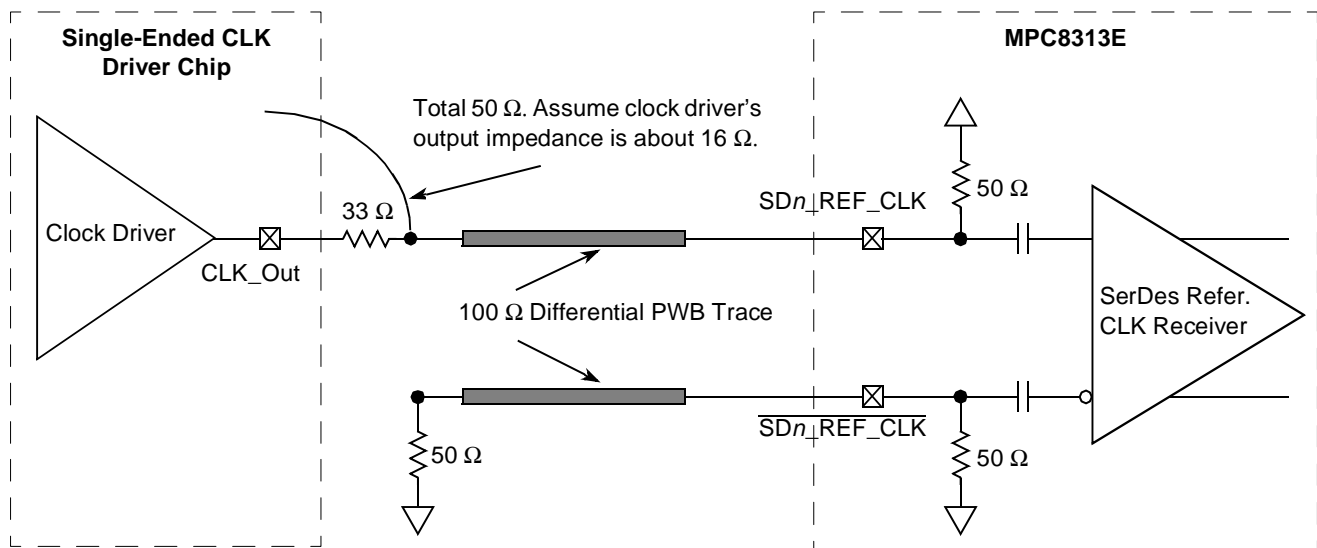 Single-Ended CLK
Driver Chip
MPC8313E
Total 50 Ω. Assume clock driver's
output impedance is about 16 Ω.
SDn_REF_CLK
50 Ω
33 Ω
Clock Driver
CLK_Out
100 Ω Differential PWB Trace
SerDes Refer.
CLK Receiver
SDn_REF_CLK
50 Ω
50 Ω